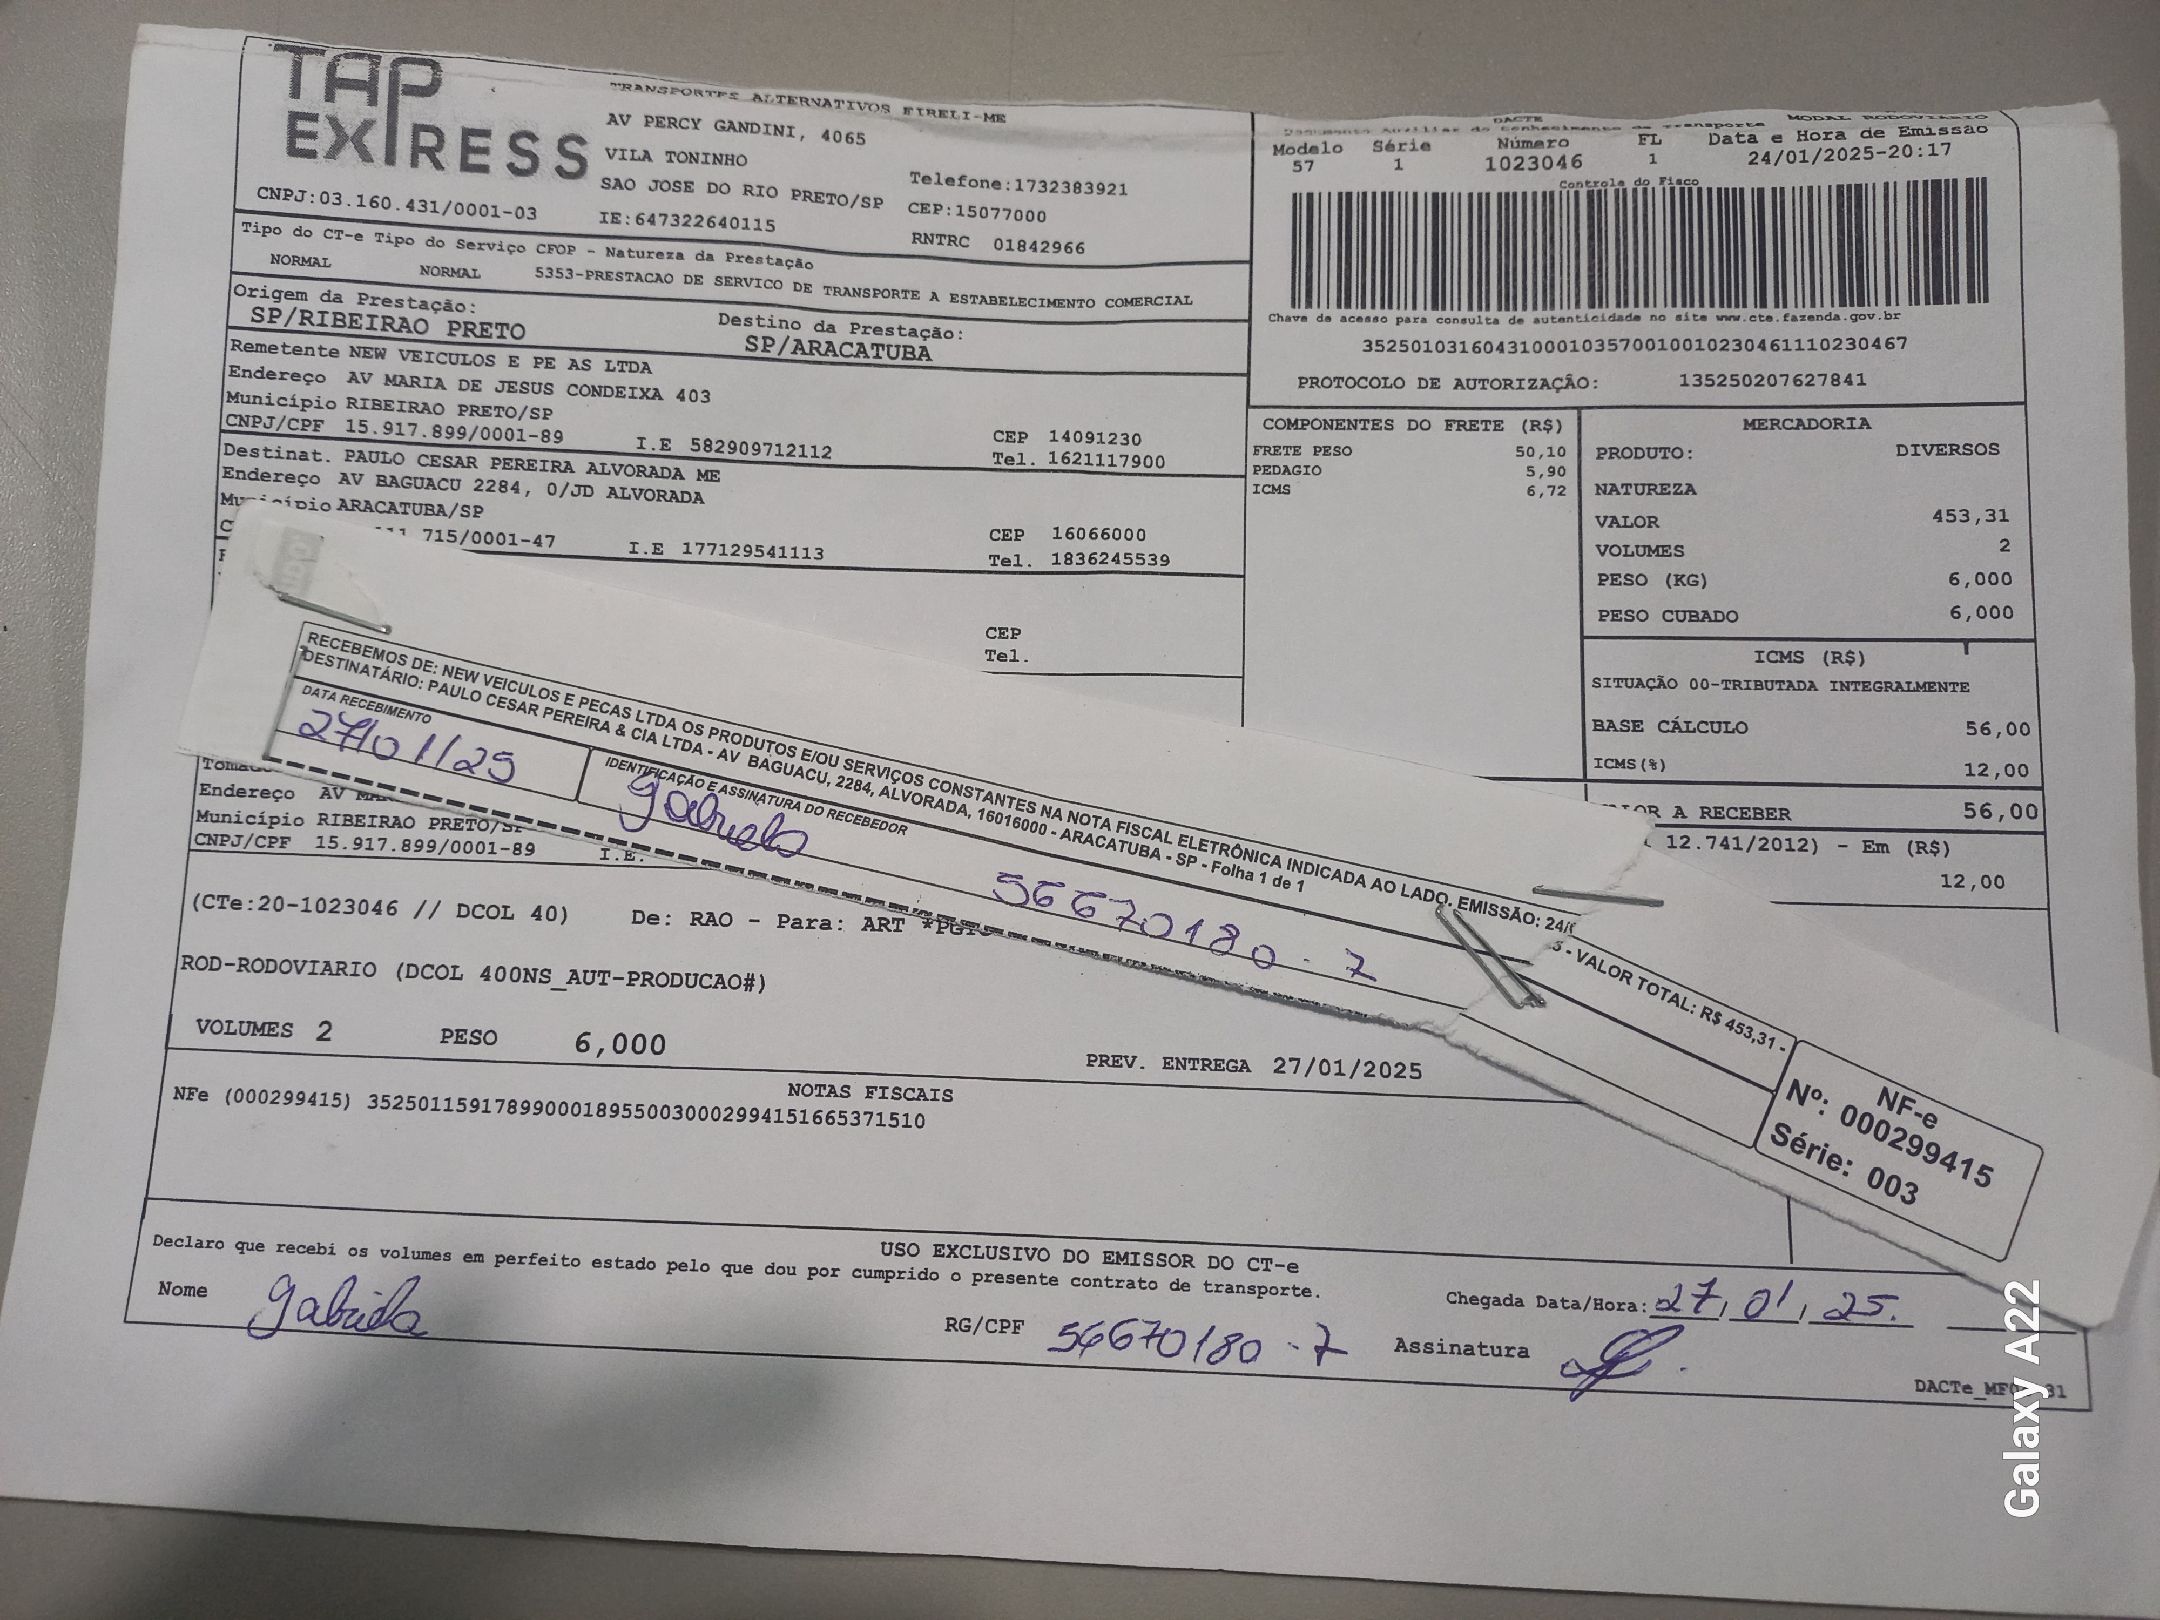 TAP
EXPRESS
TRANSPORTES ALTERNATIVOS EIRELI-ME
AV PERCY GANDINI, 4065
VILA TONINHO
SAO JOSE DO RIO PRETO/SP
Telefone:1732383921
CEP:15077000
CNPJ:03.160.431/0001-03
IE:647322640115
RNTRC 01842966
DACTE
Documento Auxiliar do Conhecimento de Transporte
MODAL RODOVIARIO
Modelo Série Número FL Data e Hora de Emissão
57 1 1023046 1 24/01/2025-20:17
Controle do Fisco
Chave de acesso para consulta de autenticidade no site www.cte.fazenda.gov.br
35250103160431000103570010010230461110230467
PROTOCOLO DE AUTORIZAÇÃO: 135250207627841
Tipo do CT-e Tipo do Serviço CFOP - Natureza da Prestação
NORMAL NORMAL 5353-PRESTACAO DE SERVICO DE TRANSPORTE A ESTABELECIMENTO COMERCIAL
Origem da Prestação:
SP/RIBEIRAO PRETO
Destino da Prestação:
SP/ARACATUBA
Remetente NEW VEICULOS E PE AS LTDA
Endereço AV MARIA DE JESUS CONDEIXA 403
Município RIBEIRAO PRETO/SP
CNPJ/CPF 15.917.899/0001-89 I.E 582909712112
CEP 14091230
Tel. 1621117900
Destinat. PAULO CESAR PEREIRA ALVORADA ME
Endereço AV BAGUACU 2284, 0/JD ALVORADA
Município ARACATUBA/SP
715/0001-47 I.E 177129541113
CEP 16066000
Tel. 1836245539
CEP
Tel.
COMPONENTES DO FRETE (R$)
FRETE PESO 50,10
PEDAGIO 5,90
ICMS 6,72
MERCADORIA
PRODUTO: DIVERSOS
NATUREZA
VALOR 453,31
VOLUMES 2
PESO (KG) 6,000
PESO CUBADO 6,000
ICMS (R$)
SITUAÇÃO 00-TRIBUTADA INTEGRALMENTE
BASE CÁLCULO 56,00
ICMS(%) 12,00
A RECEBER 56,00
12.741/2012) - Em (R$)
12,00
RECEBEMOS DE: NEW VEICULOS E PECAS LTDA OS PRODUTOS E/OU SERVIÇOS CONSTANTES NA NOTA FISCAL ELETRÔNICA INDICADA AO LADO. EMISSÃO: 24/
- VALOR TOTAL: R$ 453,31 -
DESTINATÁRIO: PAULO CESAR PEREIRA & CIA LTDA - AV BAGUACU, 2284, ALVORADA, 16016000 - ARACATUBA - SP - Folha 1 de 1
DATA RECEBIMENTO
27/01/25
IDENTIFICAÇÃO E ASSINATURA DO RECEBEDOR
Gabriela 56670180-7
NF-e
Nº: 000299415
Série: 003
Endereço AV
Município RIBEIRAO PRETO/SP
CNPJ/CPF 15.917.899/0001-89 I.E.
(CTe:20-1023046 // DCOL 40) De: RAO - Para: ART
ROD-RODOVIARIO (DCOL 400NS_AUT-PRODUCAO#)
VOLUMES 2 PESO 6,000 PREV. ENTREGA 27/01/2025
NOTAS FISCAIS
NFe (000299415) 35250115917899000189550030002994151665371510
USO EXCLUSIVO DO EMISSOR DO CT-e
Declaro que recebi os volumes em perfeito estado pelo que dou por cumprido o presente contrato de transporte.
Nome Gabriela
RG/CPF 56670180-7
Chegada Data/Hora: 27, 01, 25.
Assinatura
Galaxy A22